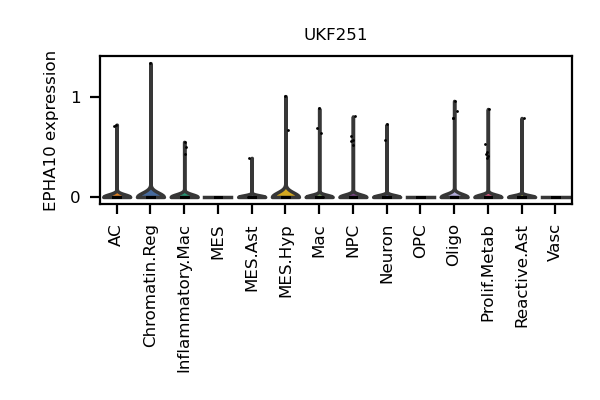 UKF251
EPHA10 expression
1
0
AC
Chromatin.Reg
Inflammatory.Mac
MES
MES.Ast
MES.Hyp
Mac
NPC
Neuron
OPC
Oligo
Prolif.Metab
Reactive.Ast
Vasc